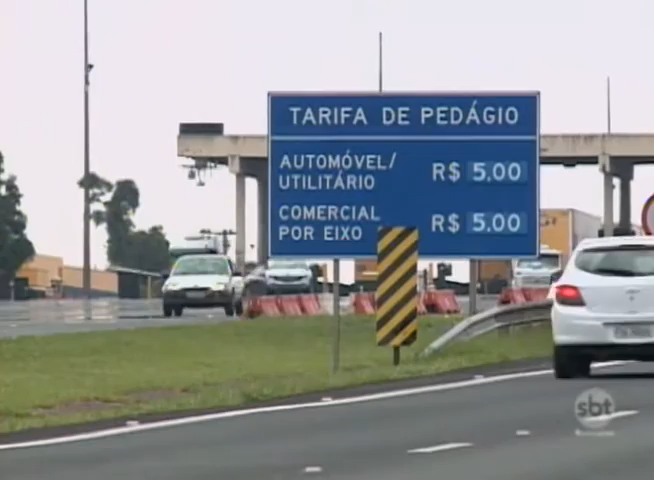 TARIFA DE PEDÁGIO
AUTOMÓVEL/ R$ 5,00
UTILITÁRIO
COMERCIAL R$ 5,00
POR EIXO
sbt